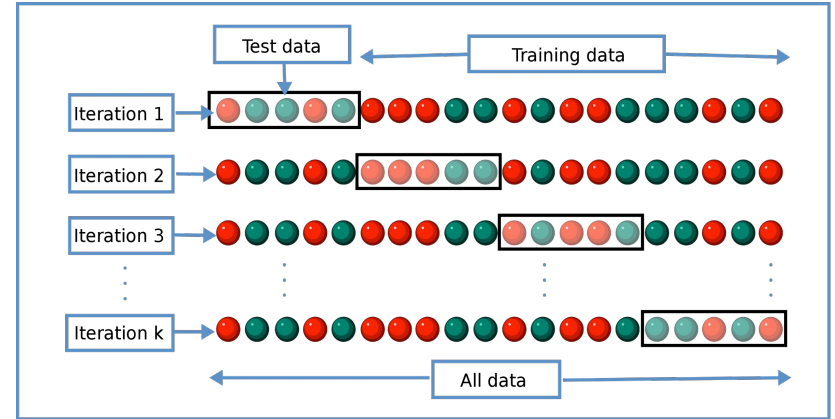 Test data
Training data
Iteration 1
Iteration 2
Iteration 3
Iteration k
All data